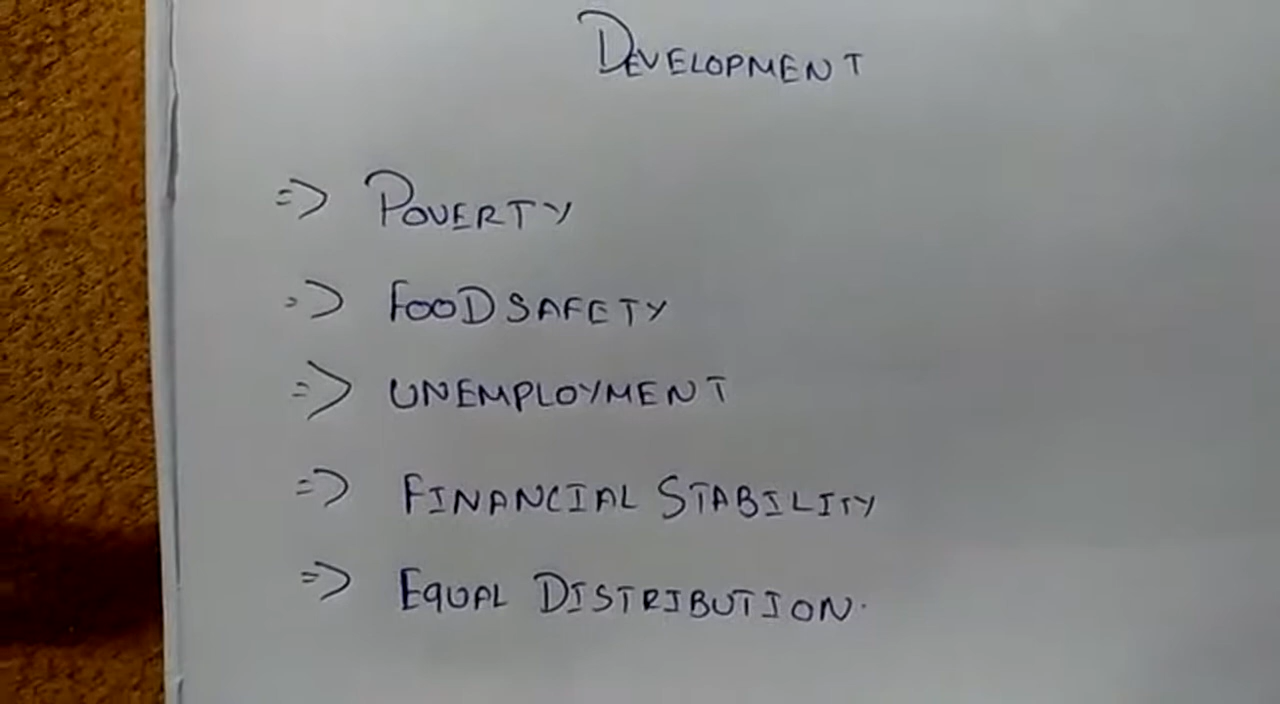 DEVELOPMENT
=> POVERTY
=> FOOD SAFETY
=> UNEMPLOYMENT
=> FINANCIAL STABILITY
=> EQUAL DISTRIBUTION.